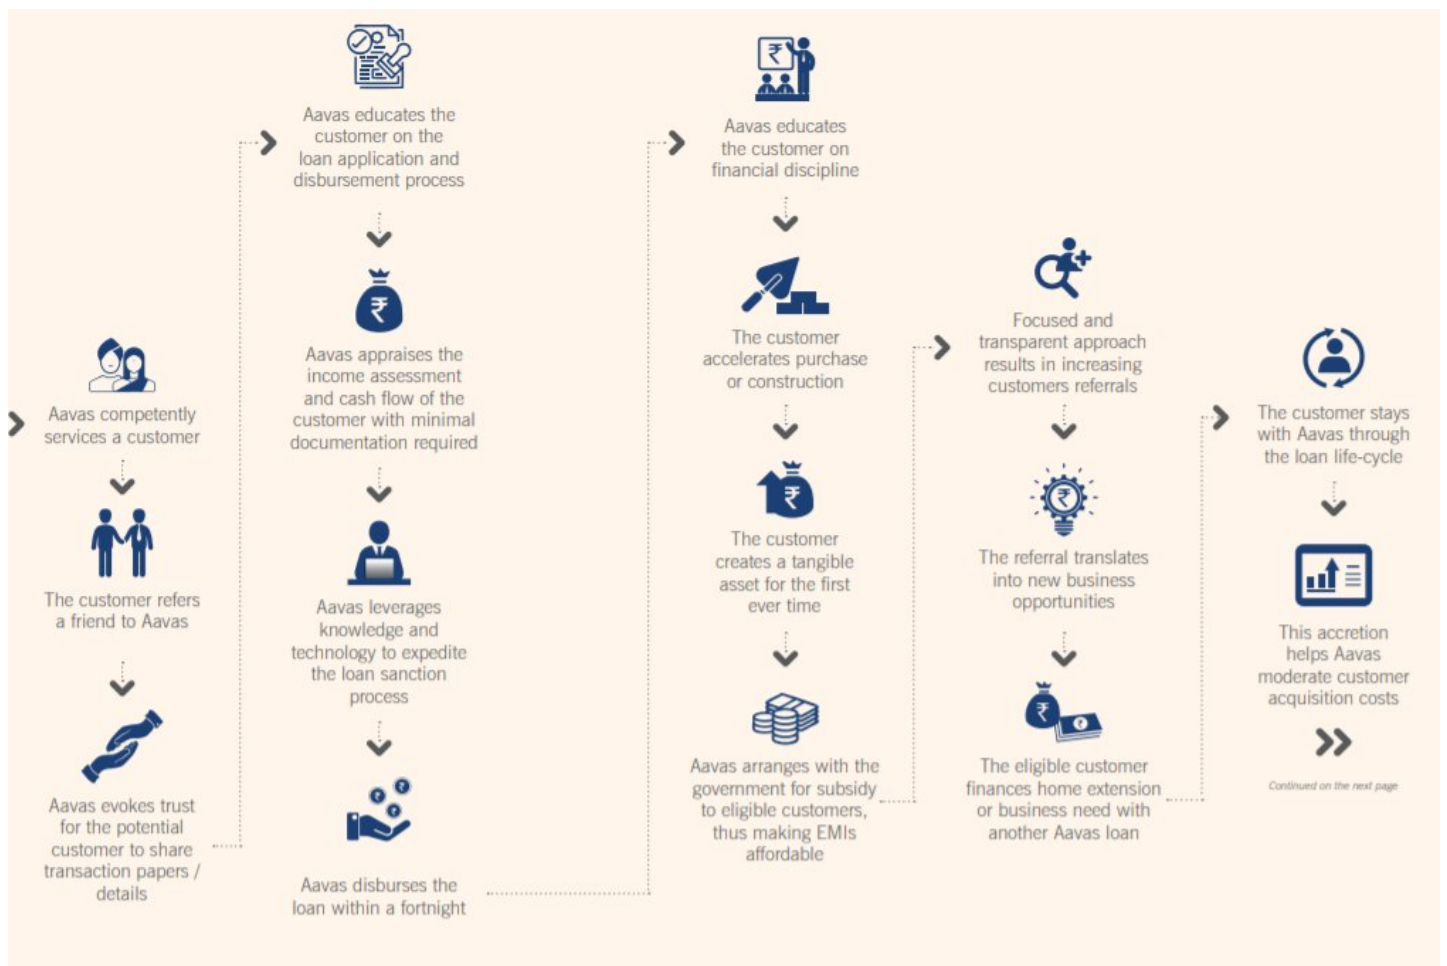 Aavas competently
services a customer
The customer refers
a friend to Aavas
Aavas evokes trust
for the potential
customer to share
transaction papers /
details
Aavas educates the
customer on the
loan application and
disbursement process
₹
Aavas appraises the
income assessment
and cash flow of the
customer with minimal
documentation required
Aavas leverages
knowledge and
technology to expedite
the loan sanction
process
₹ ₹
₹ ₹
Aavas disburses the
loan within a fortnight
₹
Aavas educates
the customer on
financial discipline
The customer
accelerates purchase
or construction
₹
The customer
creates a tangible
asset for the first
ever time
Aavas arranges with the
government for subsidy
to eligible customers,
thus making EMIs
affordable
Focused and
transparent approach
results in increasing
customers referrals
₹
The referral translates
into new business
opportunities
₹ ₹
The eligible customer
finances home extension
or business need with
another Aavas loan
The customer stays
with Aavas through
the loan life-cycle
This accretion
helps Aavas
moderate customer
acquisition costs
Continued on the next page